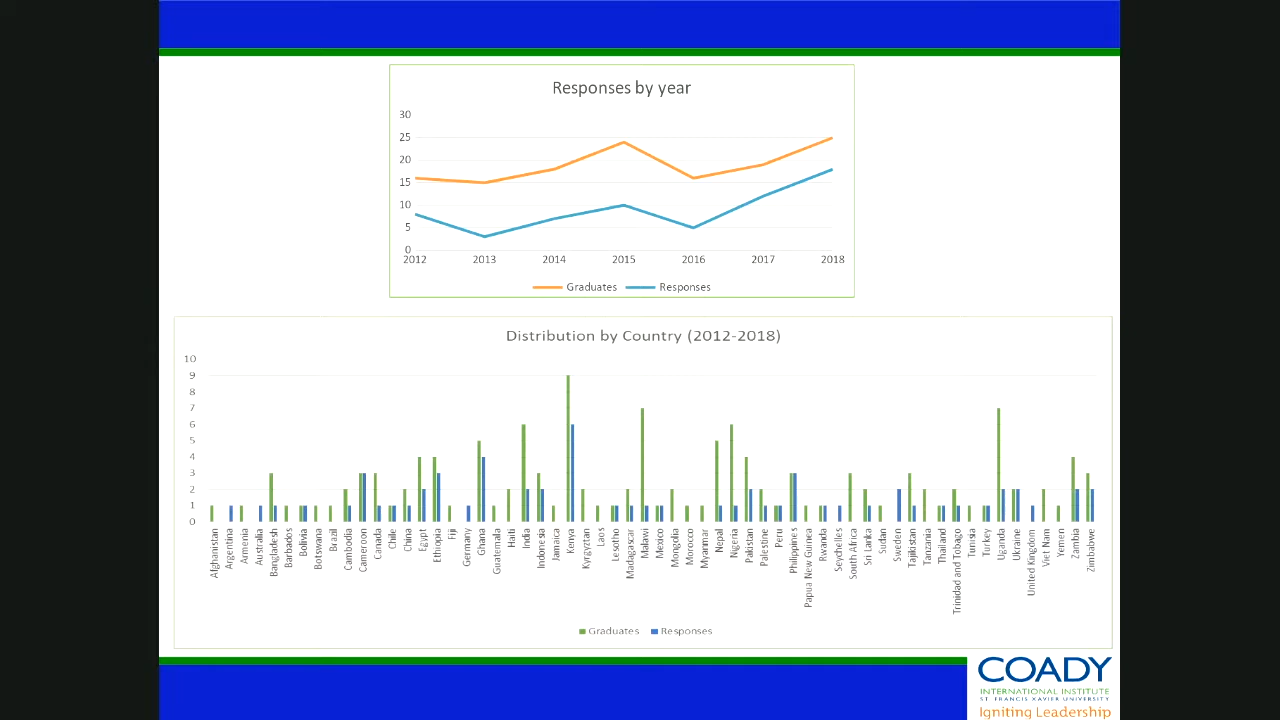 Responses by year
30
25
20
15
10
5
0
2012 2013 2014 2015 2016 2017 2018
Graduates Responses
Distribution by Country (2012-2018)
10
9
8
7
6
5
4
3
2
1
0
Afghanistan
Argentina
Armenia
Australia
Bangladesh
Barbados
Bolivia
Botswana
Brazil
Cambodia
Cameroon
Canada
Chile
China
Egypt
Ethiopia
Fiji
Germany
Ghana
Guatemala
Haiti
India
Indonesia
Jamaica
Kenya
Kyrgyztan
Laos
Lesotho
Madagascar
Malawi
Mexico
Mongolia
Morocco
Myanmar
Nepal
Nigeria
Pakistan
Palestine
Peru
Philippines
Papua New Guinea
Rwanda
Seychelles
South Africa
Sri Lanka
Sudan
Sweden
Tajikistan
Tanzania
Thailand
Trinidad and Tobago
Tunisia
Turkey
Uganda
Ukraine
United Kingdom
Viet Nam
Yemen
Zambia
Zimbabwe
Graduates Responses
COADY
INTERNATIONAL INSTITUTE
ST. FRANCIS XAVIER UNIVERSITY
Igniting Leadership